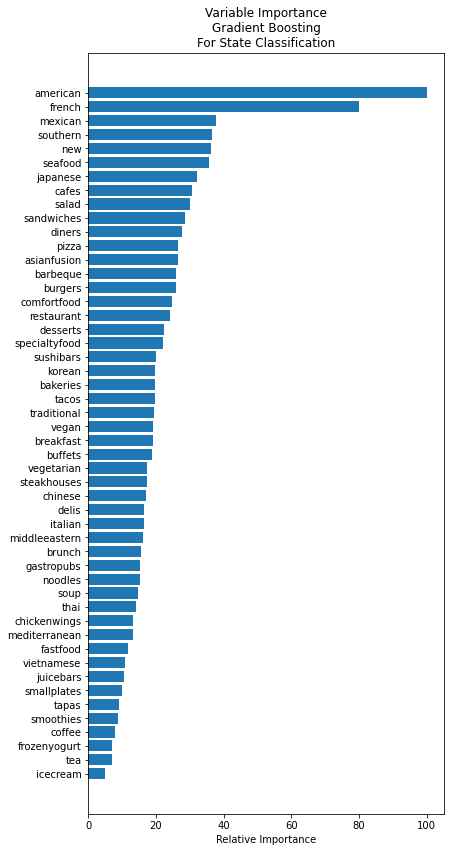 Variable Importance
Gradient Boosting
For State Classification
american
french
mexican
southern
new
seafood
japanese
cafes
salad
sandwiches
diners
pizza
asianfusion
barbeque
burgers
comfortfood
restaurant
desserts
specialtyfood
sushibars
korean
bakeries
tacos
traditional
vegan
breakfast
buffets
vegetarian
steakhouses
chinese
delis
italian
middleeastern
brunch
gastropubs
noodles
soup
thai
chickenwings
mediterranean
fastfood
vietnamese
juicebars
smallplates
tapas
smoothies
coffee
frozenyogurt
tea
icecream
0 20 40 60 80 100
Relative Importance